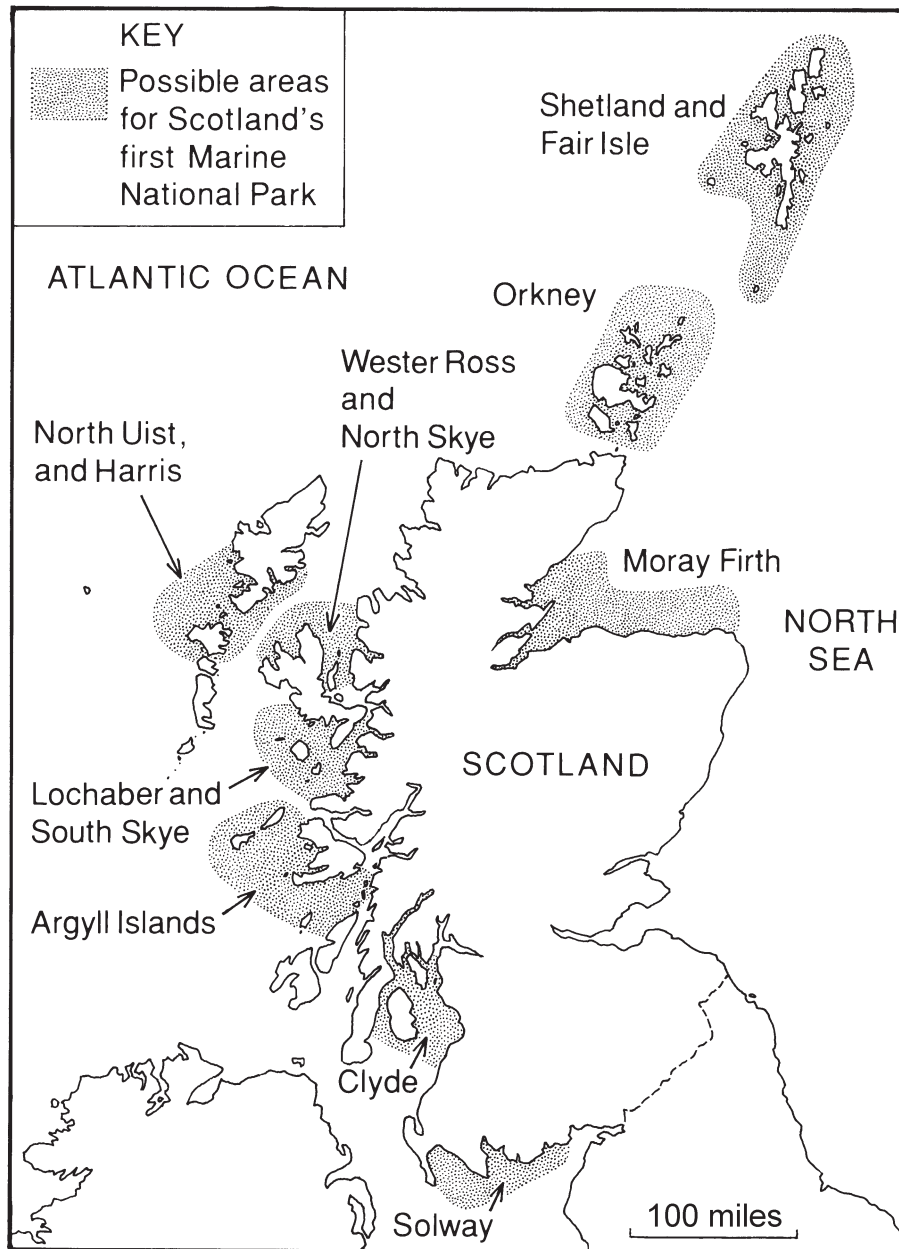 KEY
Possible areas
for Scotland's
first Marine
National Park
Shetland and
Fair Isle
ATLANTIC OCEAN
Orkney
Wester Ross
and
North Skye
North Uist,
and Harris
Moray Firth
NORTH
SEA
SCOTLAND
Lochaber and
South Skye
Argyll Islands
Clyde
Solway
100 miles